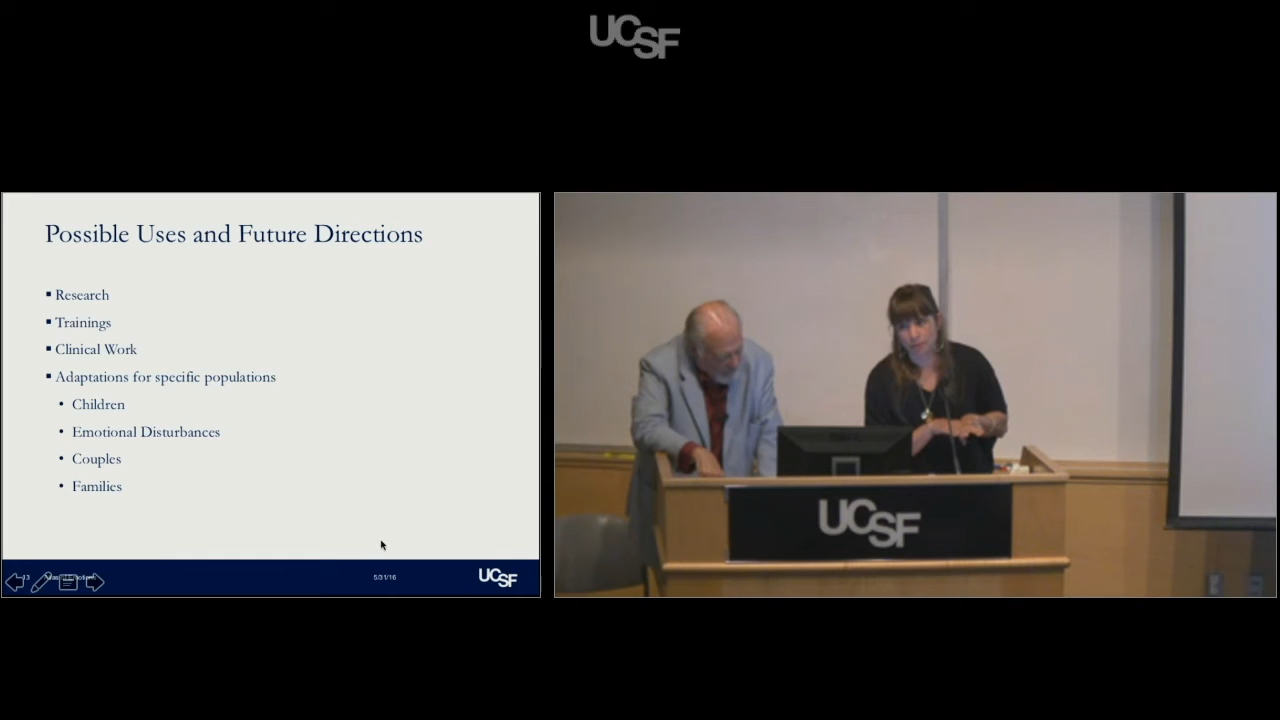 UCSF
Possible Uses and Future Directions
▪ Research
▪ Trainings
▪ Clinical Work
▪ Adaptations for specific populations
• Children
• Emotional Disturbances
• Couples
• Families
5/31/16
UCSF
UCSF